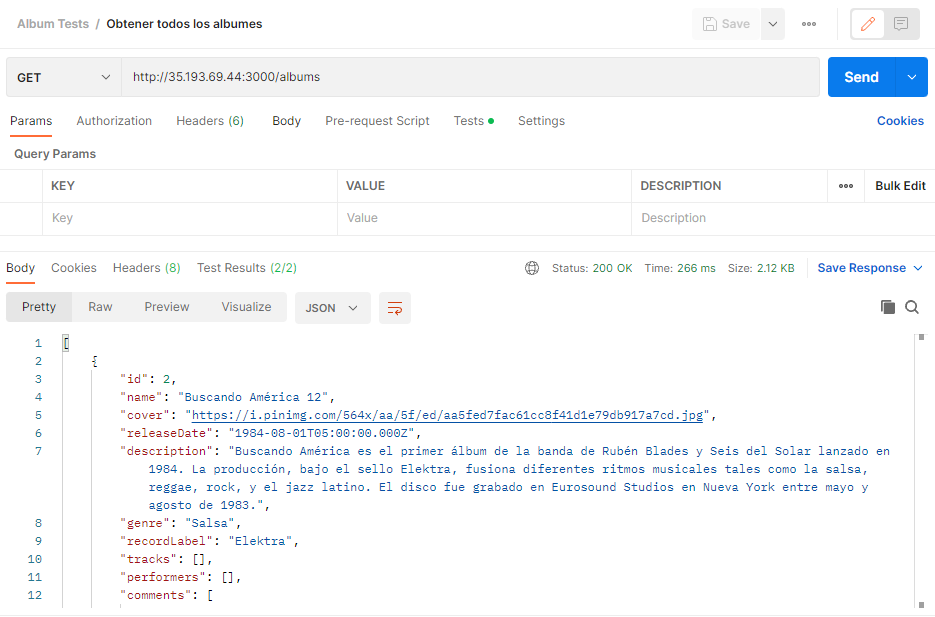 Album Tests / Obtener todos los albumes
Save
GET
http://35.193.69.44:3000/albums
Send
Params Authorization Headers (6) Body Pre-request Script Tests Settings Cookies
Query Params
KEY VALUE DESCRIPTION Bulk Edit
Key Value Description
Body Cookies Headers (8) Test Results (2/2) Status: 200 OK Time: 266 ms Size: 2.12 KB Save Response
Pretty Raw Preview Visualize JSON
1 [
2 {
3 "id": 2,
4 "name": "Buscando América 12",
5 "cover": "https://i.pinimg.com/564x/aa/5f/ed/aa5fed7fac61cc8f41d1e79db917a7cd.jpg",
6 "releaseDate": "1984-08-01T05:00:00.000Z",
7 "description": "Buscando América es el primer álbum de la banda de Rubén Blades y Seis del Solar lanzado en
1984. La producción, bajo el sello Elektra, fusiona diferentes ritmos musicales tales como la salsa,
reggae, rock, y el jazz latino. El disco fue grabado en Eurosound Studios en Nueva York entre mayo y
agosto de 1983.",
8 "genre": "Salsa",
9 "recordLabel": "Elektra",
10 "tracks": [],
11 "performers": [],
12 "comments": [